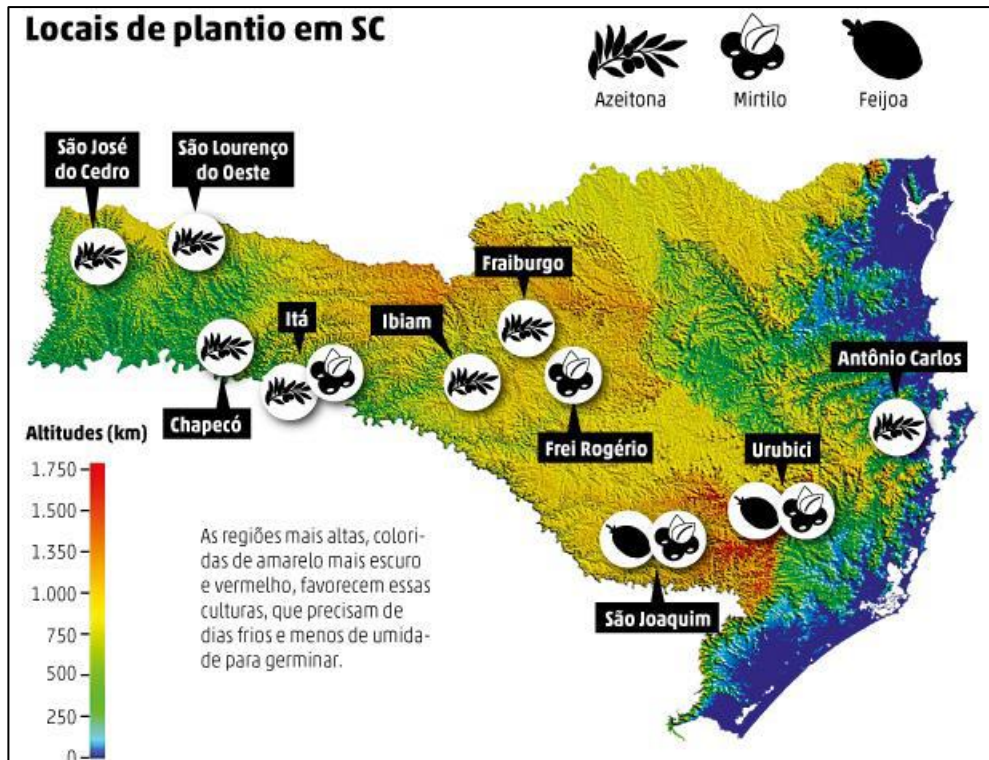 Locais de plantio em SC
Azeitona
Mirtilo
Feijoa
São José
do Cedro
São Lourenço
do Oeste
Fraiburgo
Itá
Ibiam
Antônio Carlos
Chapecó
Frei Rogério
Urubici
São Joaquim
Altitudes (km)
1.750
1.500
1.350
1.000
750
500
250
0
As regiões mais altas, colori-
das de amarelo mais escuro
e vermelho, favorecem essas
culturas, que precisam de
dias frios e menos de umida-
de para germinar.